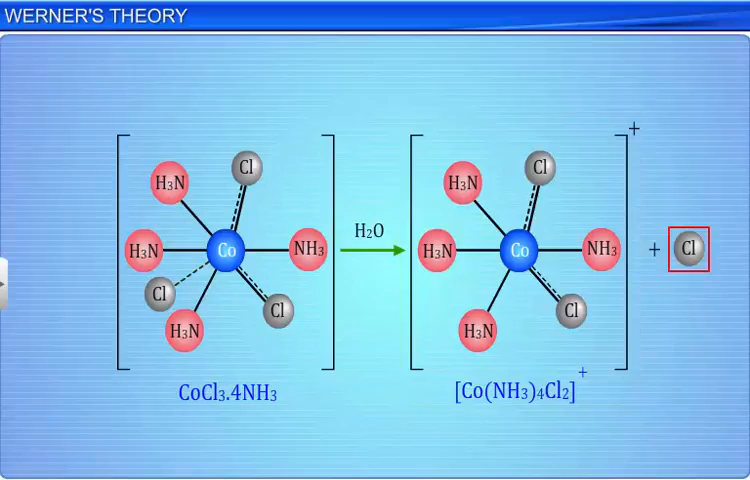 WERNER'S THEORY
+
H₃N Cl H₃N Cl
H₂O
H₃N Co NH₃ H₃N Co NH₃ + Cl
Cl Cl Cl
H₃N H₃N
CoCl₃.4NH₃ [Co(NH₃)₄Cl₂]⁺